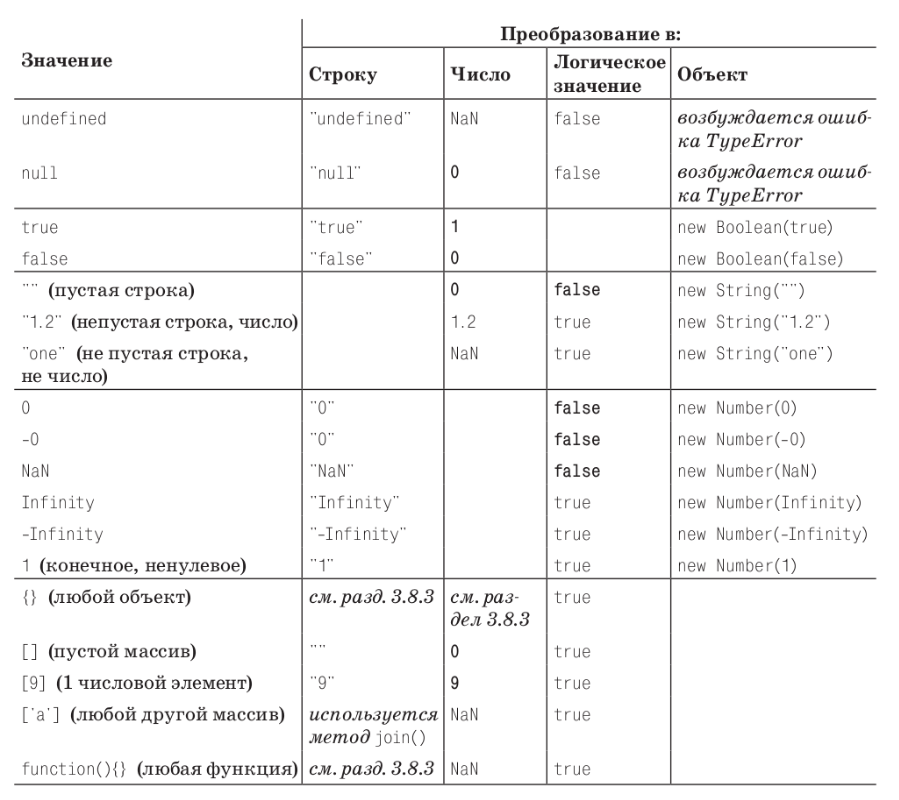 Преобразование в:
Значение Строку Число Логическое значение Объект
undefined "undefined" NaN false возбуждается ошиб-
ка TypeError
null "null" 0 false возбуждается ошиб-
ка TypeError
true "true" 1 new Boolean(true)
false "false" 0 new Boolean(false)
"" (пустая строка) 0 false new String("")
"1.2" (непустая строка, число) 1.2 true new String("1.2")
"one" (не пустая строка, NaN true new String("one")
не число)
0 "0" false new Number(0)
-0 "0" false new Number(-0)
NaN "NaN" false new Number(NaN)
Infinity "Infinity" true new Number(Infinity)
-Infinity "-Infinity" true new Number(-Infinity)
1 (конечное, ненулевое) "1" true new Number(1)
{} (любой объект) см. разд. 3.8.3 см. раз- true
дел 3.8.3
[] (пустой массив) "" 0 true
[9] (1 числовой элемент) "9" 9 true
['a'] (любой другой массив) используется NaN true
метод join()
function(){} (любая функция) см. разд. 3.8.3 NaN true